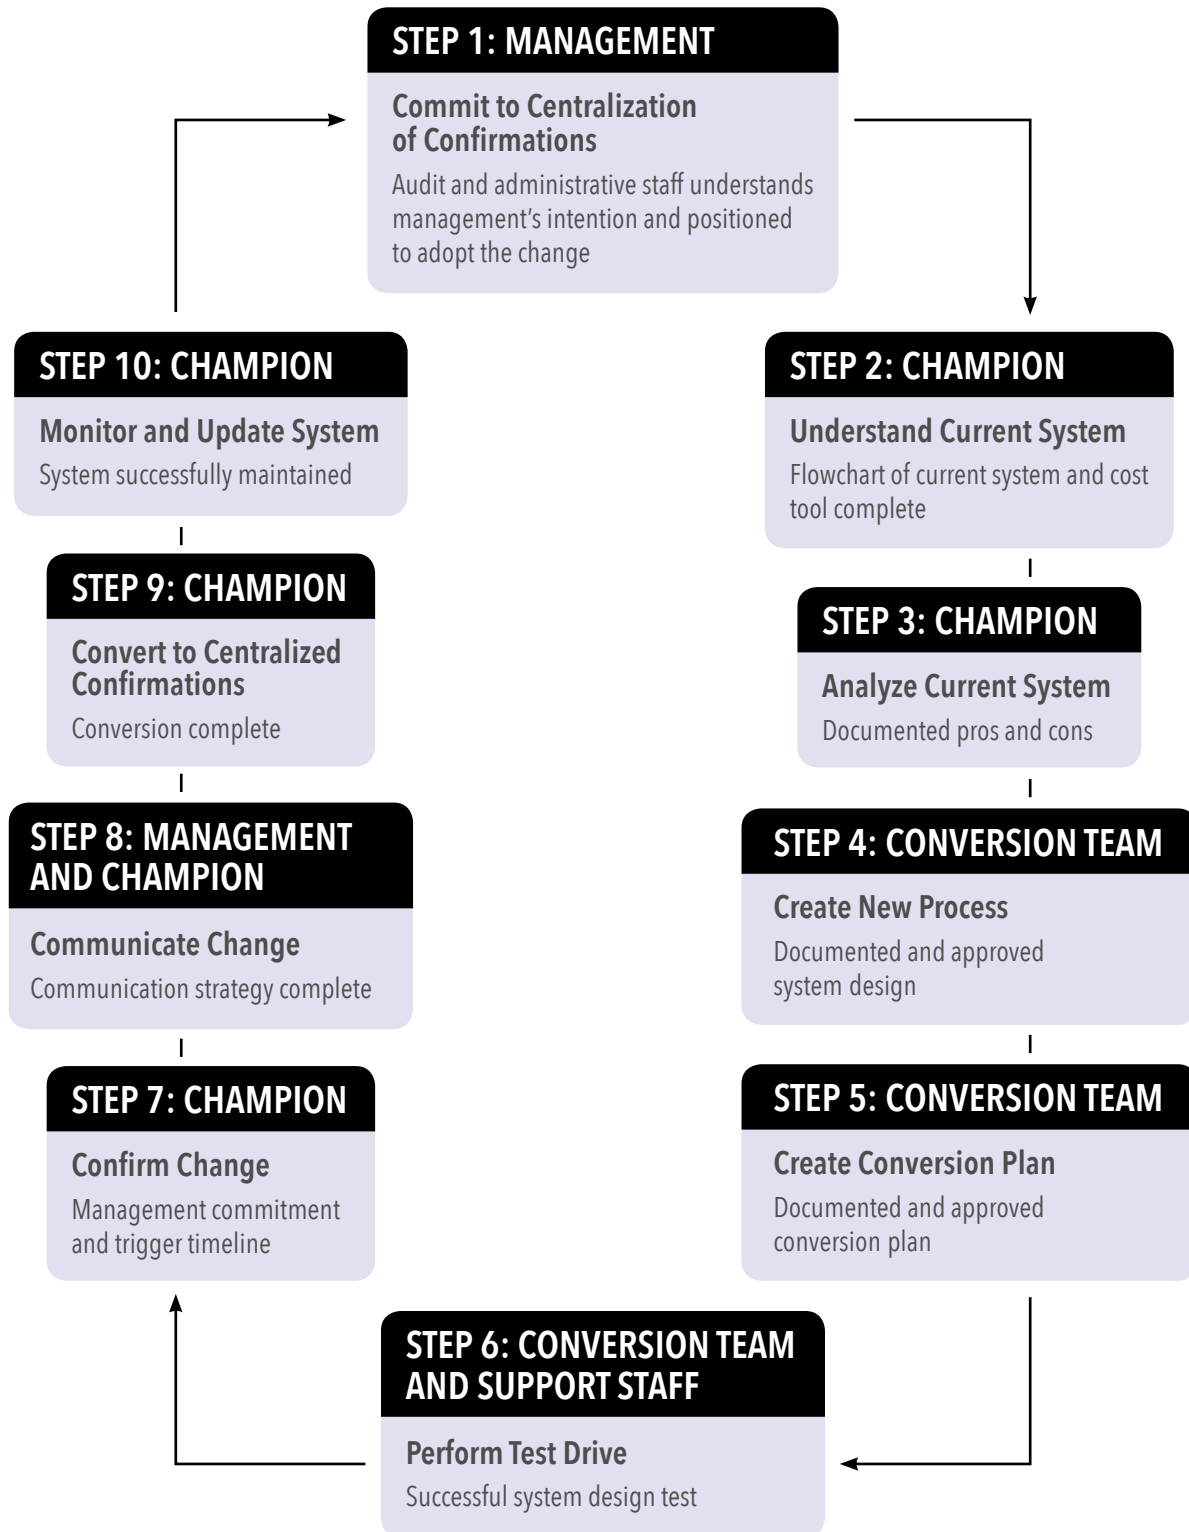 STEP 1: MANAGEMENT
Commit to Centralization
of Confirmations
Audit and administrative staff understands
management’s intention and positioned
to adopt the change
STEP 2: CHAMPION
Understand Current System
Flowchart of current system and cost
tool complete
STEP 3: CHAMPION
Analyze Current System
Documented pros and cons
STEP 4: CONVERSION TEAM
Create New Process
Documented and approved
system design
STEP 5: CONVERSION TEAM
Create Conversion Plan
Documented and approved
conversion plan
STEP 6: CONVERSION TEAM
AND SUPPORT STAFF
Perform Test Drive
Successful system design test
STEP 7: CHAMPION
Confirm Change
Management commitment
and trigger timeline
STEP 8: MANAGEMENT
AND CHAMPION
Communicate Change
Communication strategy complete
STEP 9: CHAMPION
Convert to Centralized
Confirmations
Conversion complete
STEP 10: CHAMPION
Monitor and Update System
System successfully maintained